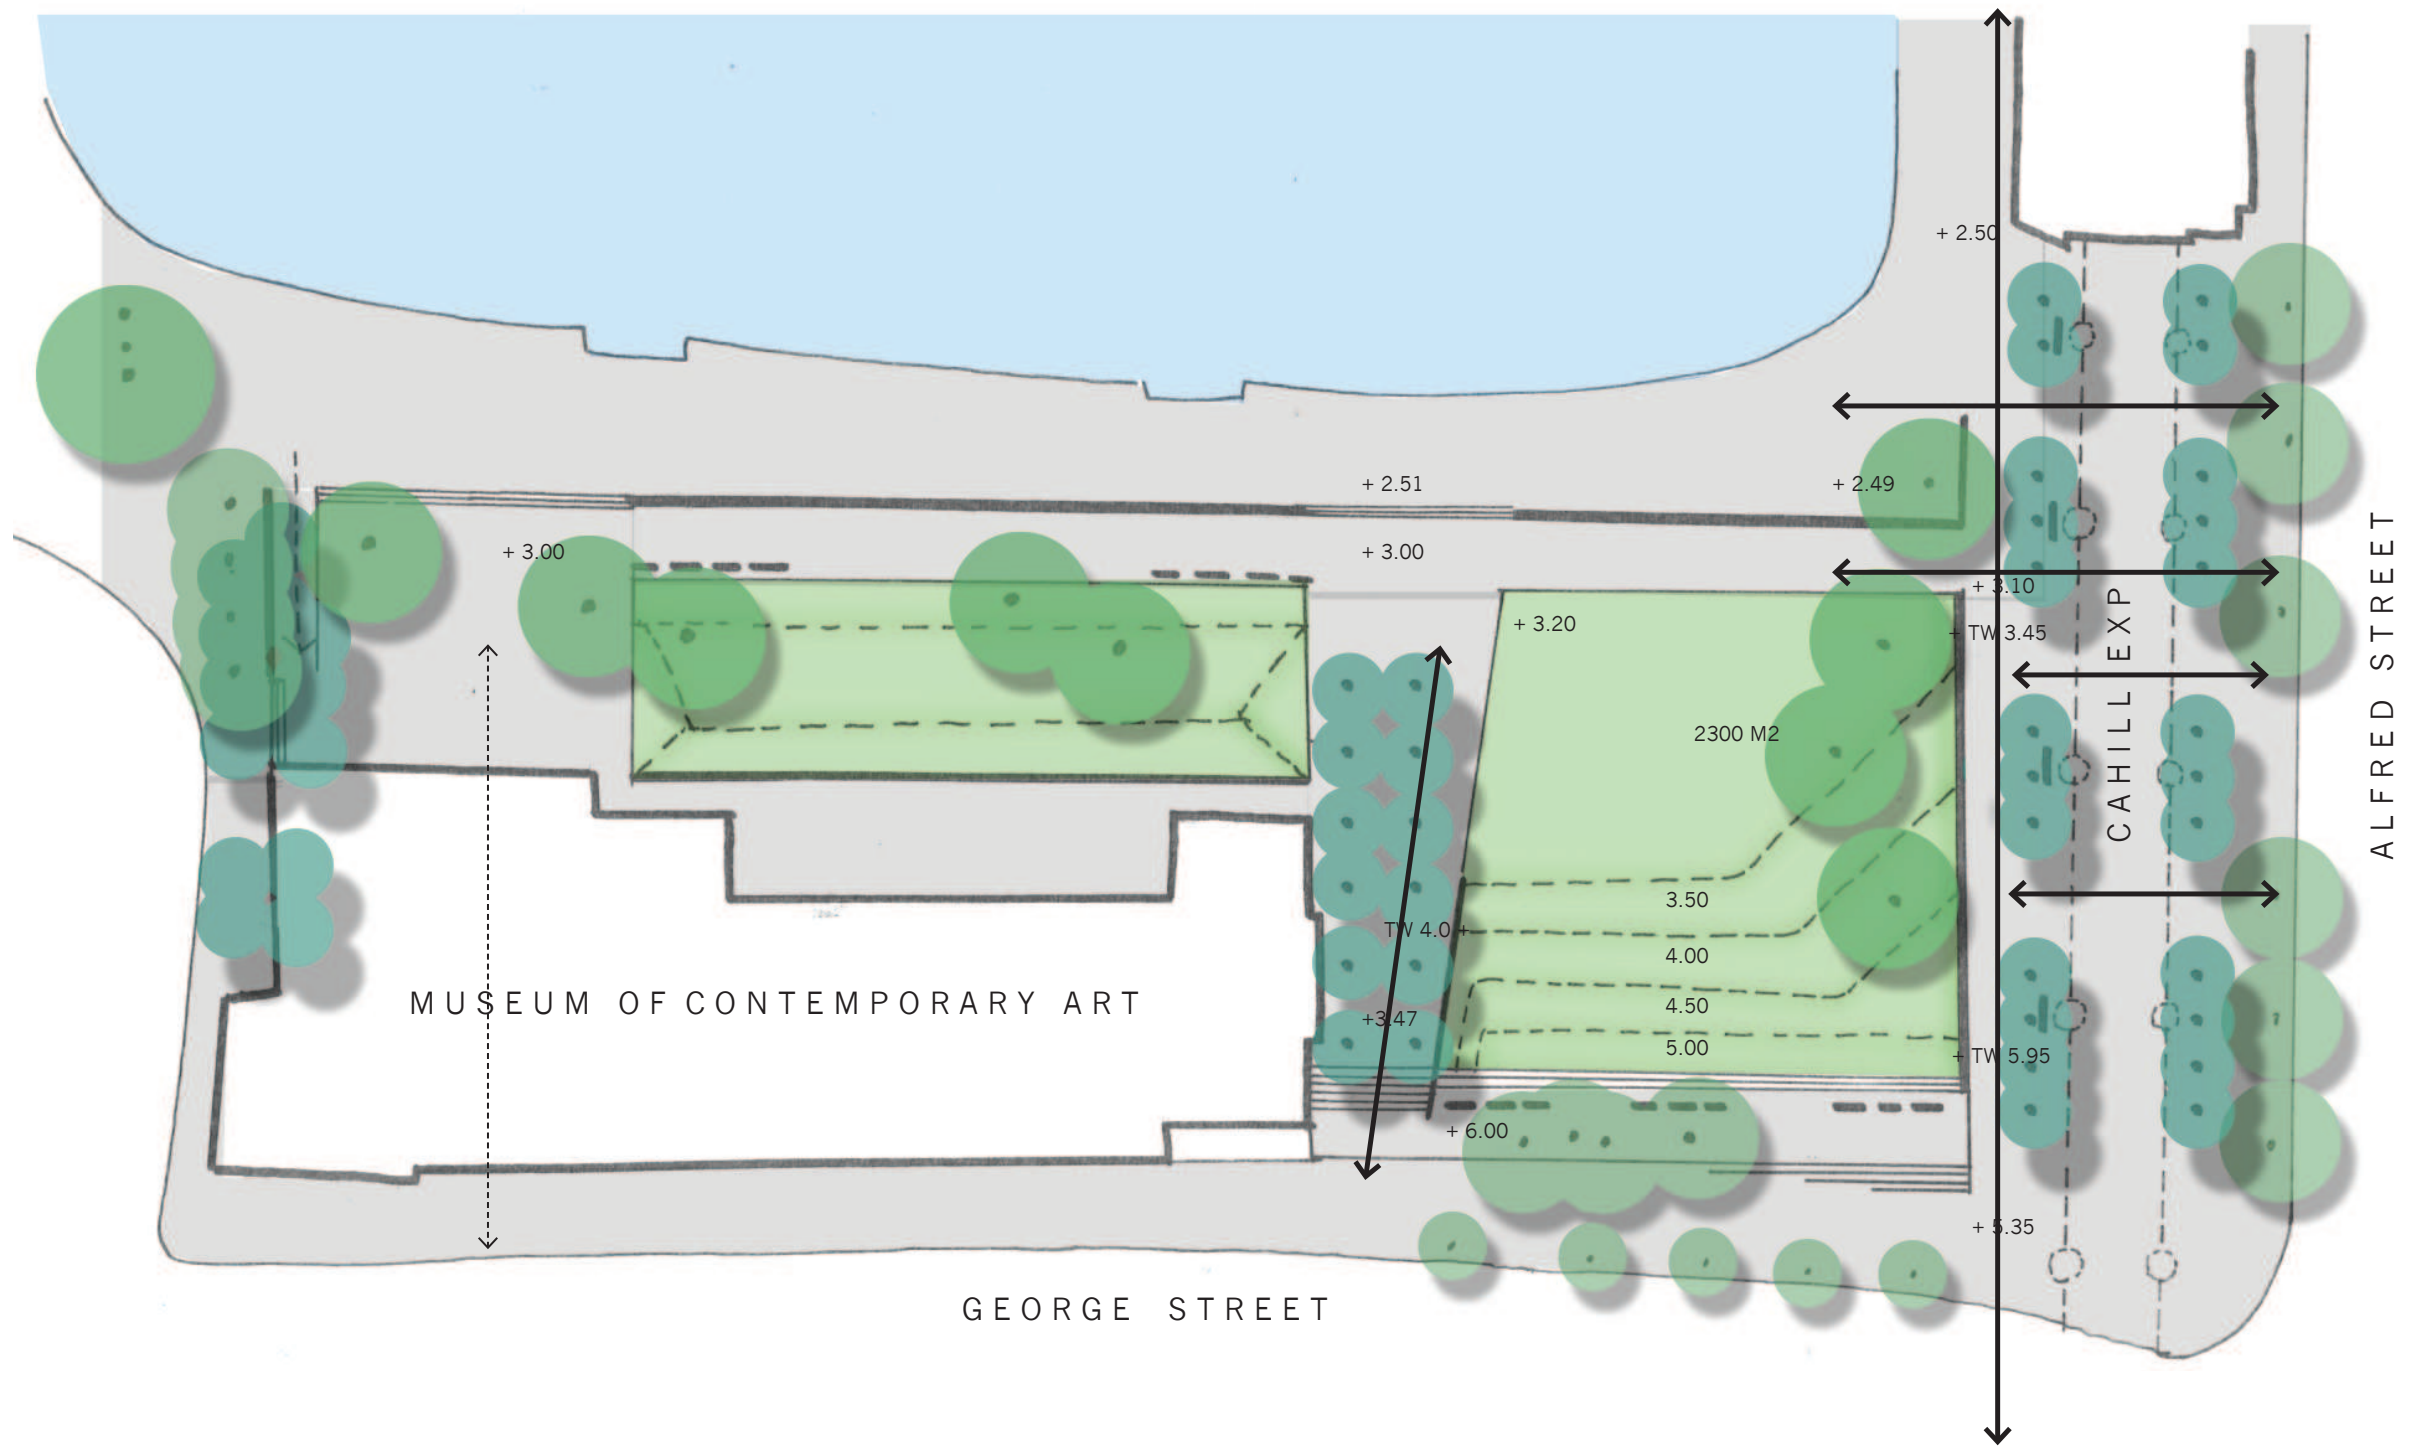 + 2.50
+ 2.51
+ 2.49
+ 3.00
+ 3.00
+ 3.10
+ 3.20
+ TW 3.45
2300 M2
CAHILL EXP
ALFRED STREET
3.50
TW 4.0 +
4.00
MUSEUM OF CONTEMPORARY ART
4.50
+3.47
5.00
+ TW 5.95
+ 6.00
+ 5.35
GEORGE STREET